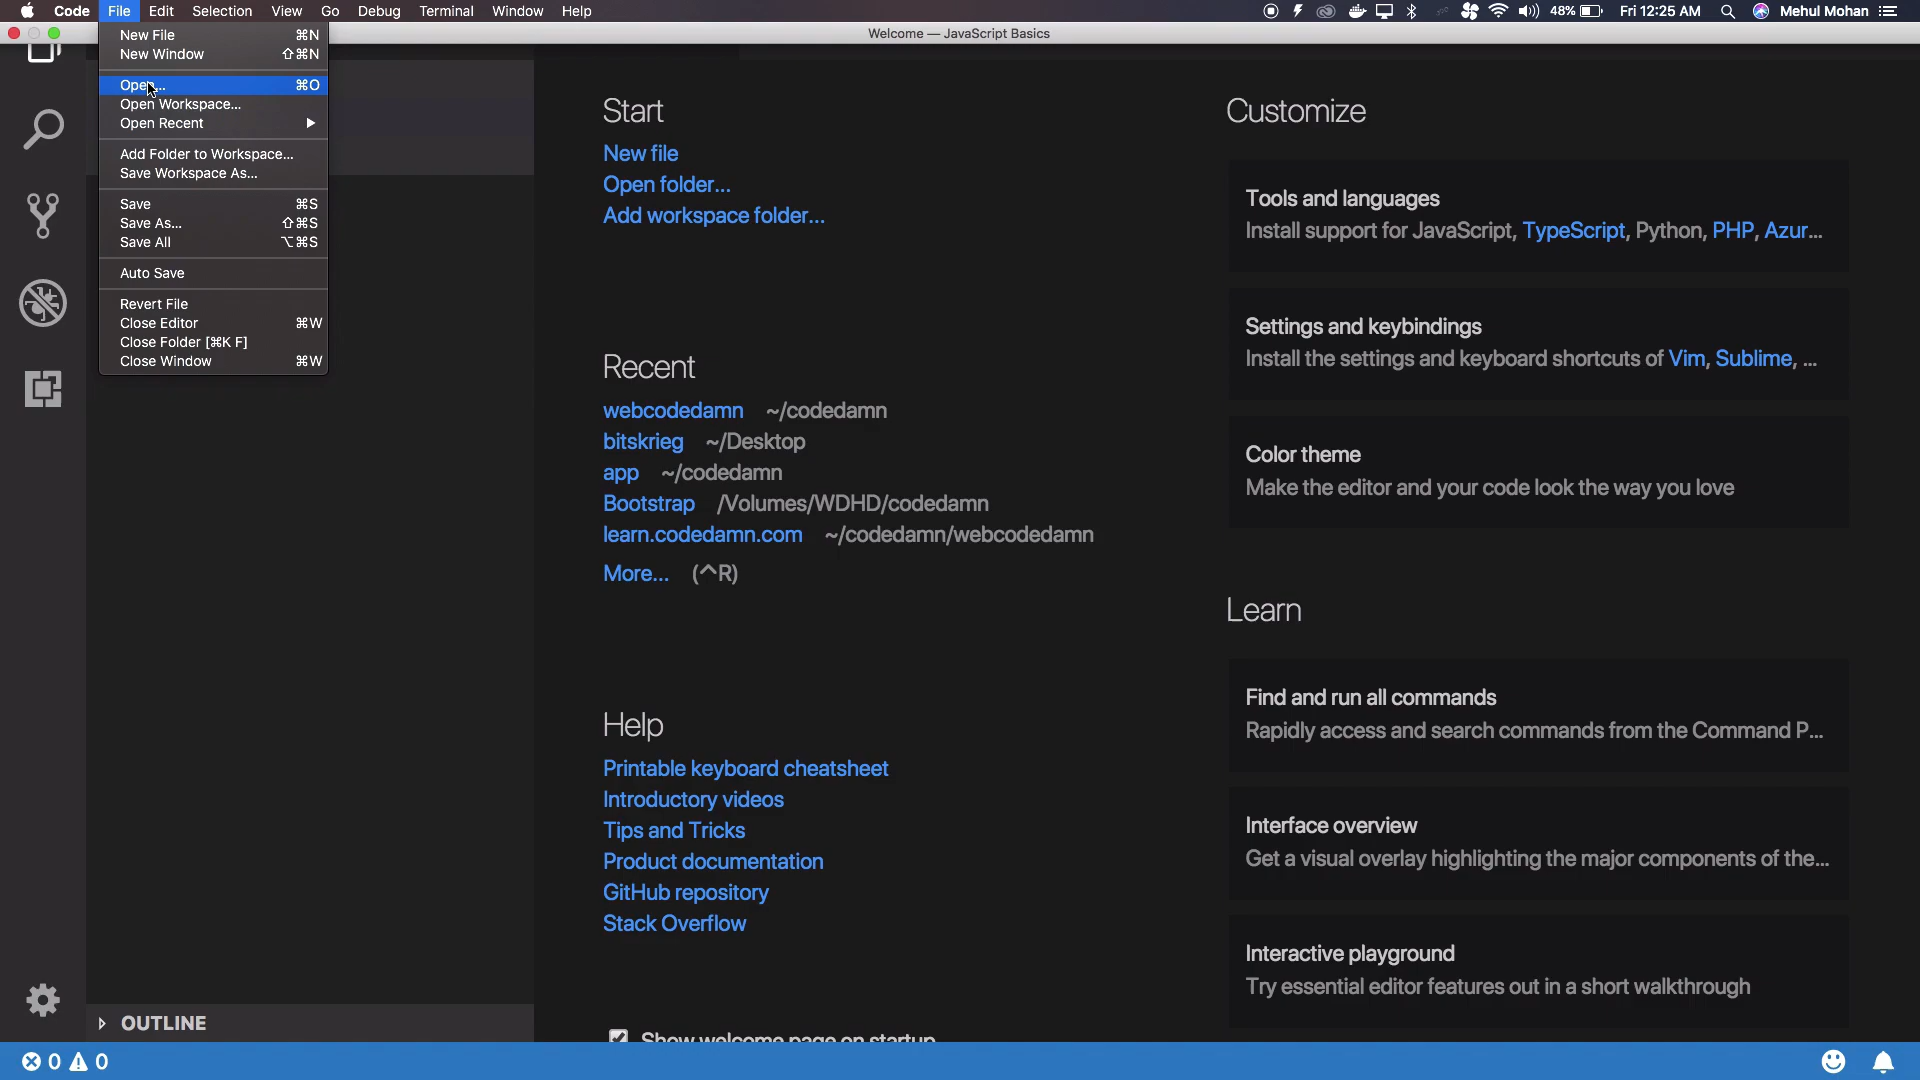 Code File Edit Selection View Go Debug Terminal Window Help 48% Fri 12:25 AM Mehul Mohan
Welcome — JavaScript Basics
New File ⌘N
New Window ⇧⌘N
Open... ⌘O
Open Workspace...
Open Recent ▶
Add Folder to Workspace...
Save Workspace As...
Save ⌘S
Save As... ⇧⌘S
Save All ⌥⌘S
Auto Save
Revert File
Close Editor ⌘W
Close Folder [⌘K F]
Close Window ⌘W
OUTLINE
Start
New file
Open folder...
Add workspace folder...
Recent
webcodedamn ~/codedamn
bitskrieg ~/Desktop
app ~/codedamn
Bootstrap /Volumes/WDHD/codedamn
learn.codedamn.com ~/codedamn/webcodedamn
More... (^R)
Help
Printable keyboard cheatsheet
Introductory videos
Tips and Tricks
Product documentation
GitHub repository
Stack Overflow
Show welcome page on startup
Customize
Tools and languages
Install support for JavaScript, TypeScript, Python, PHP, Azur...
Settings and keybindings
Install the settings and keyboard shortcuts of Vim, Sublime, ...
Color theme
Make the editor and your code look the way you love
Learn
Find and run all commands
Rapidly access and search commands from the Command P...
Interface overview
Get a visual overlay highlighting the major components of the...
Interactive playground
Try essential editor features out in a short walkthrough
0 0